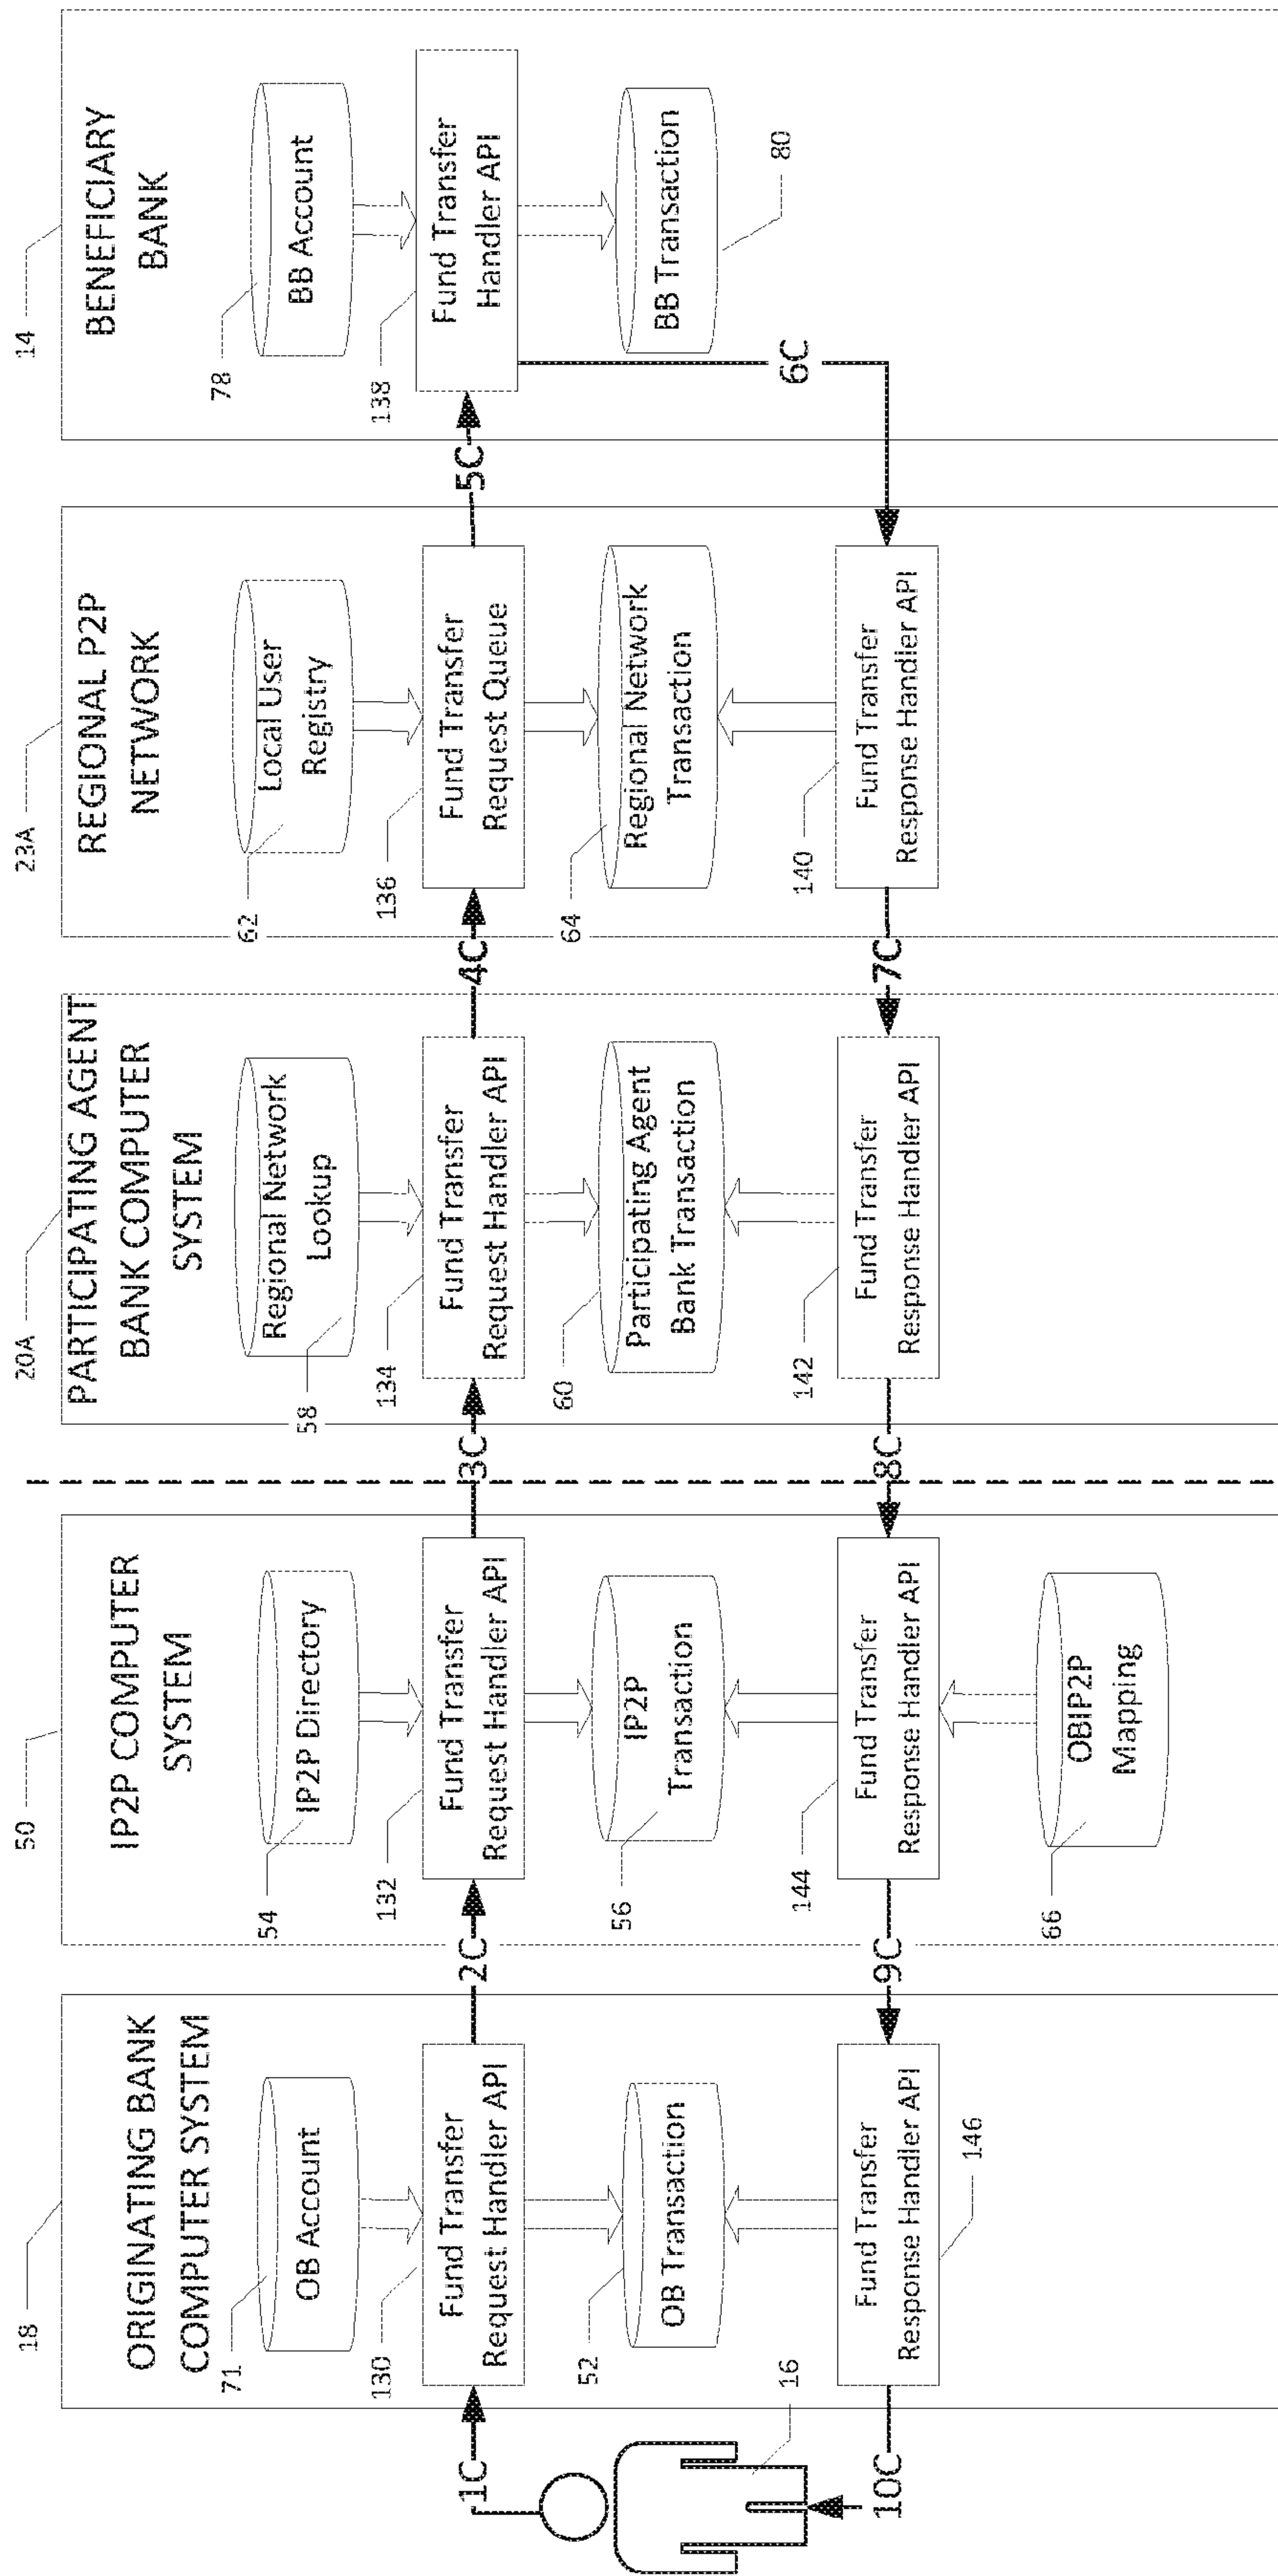 18
ORIGINATING BANK
COMPUTER SYSTEM
71
OB Account
130
Fund Transfer
Request Handler API
52
OB Transaction
16
Fund Transfer
Response Handler API
146
1C
10C
2C
9C
50
IP2P COMPUTER
SYSTEM
54
IP2P Directory
132
Fund Transfer
Request Handler API
56
IP2P
Transaction
144
Fund Transfer
Response Handler API
66
OBIP2P
Mapping
3C
8C
20A
PARTICIPATING AGENT
BANK COMPUTER
SYSTEM
58
Regional Network
Lookup
134
Fund Transfer
Request Handler API
60
Participating Agent
Bank Transaction
142
Fund Transfer
Response Handler API
4C
7C
23A
REGIONAL P2P
NETWORK
62
Local User
Registry
136
Fund Transfer
Request Queue
64
Regional Network
Transaction
140
Fund Transfer
Response Handler API
5C
6C
14
BENEFICIARY
BANK
78
BB Account
138
Fund Transfer
Handler API
BB Transaction
80